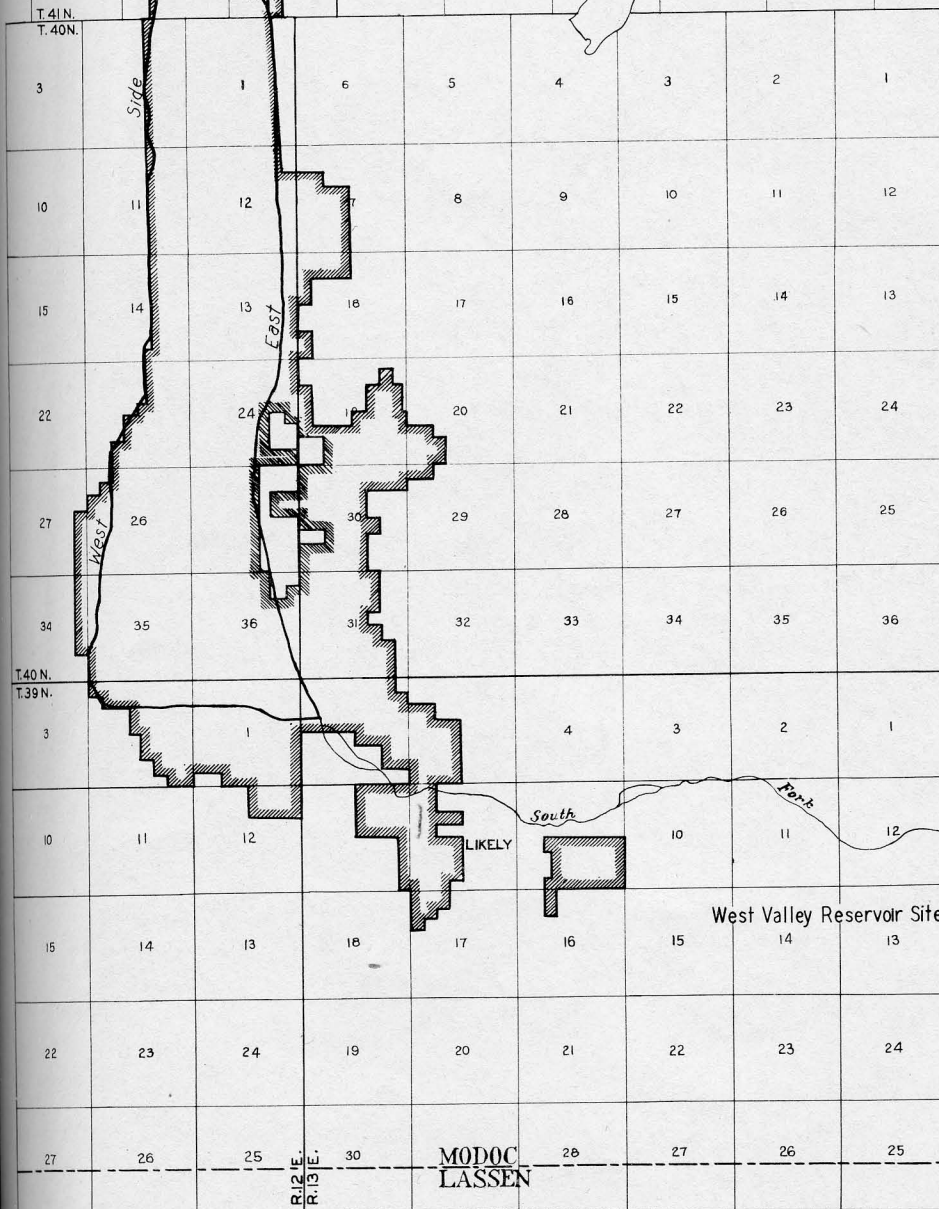 T. 41 N.
T. 40N.
3 1 6 5 4 3 2 1
Side
10 11 12 7 8 9 10 11 12
15 14 13 18 17 16 15 14 13
East
22 24 19 20 21 22 23 24
27 26 30 29 28 27 26 25
West
34 35 36 31 32 33 34 35 36
T.40 N.
T.39 N.
3 1 4 3 2 1
South Fork
10 11 12 10 11 12
LIKELY
West Valley Reservoir Site
15 14 13 18 17 16 15 14 13
22 23 24 19 20 21 22 23 24
27 26 25 30 28 27 26 25
MODOC
LASSEN
R.12 E.
R.13 E.